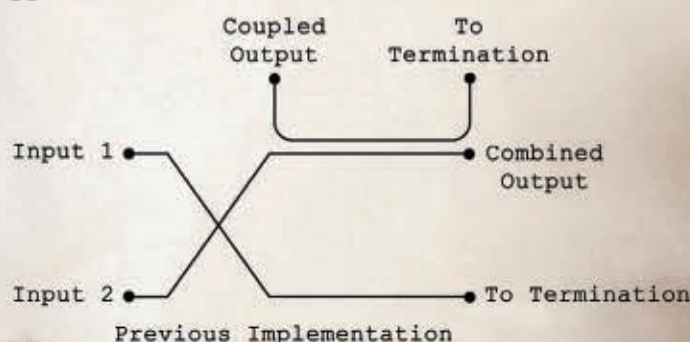 Coupled
Output
To
Termination
Input 1
Combined
Output
Input 2
To Termination
Previous Implementation